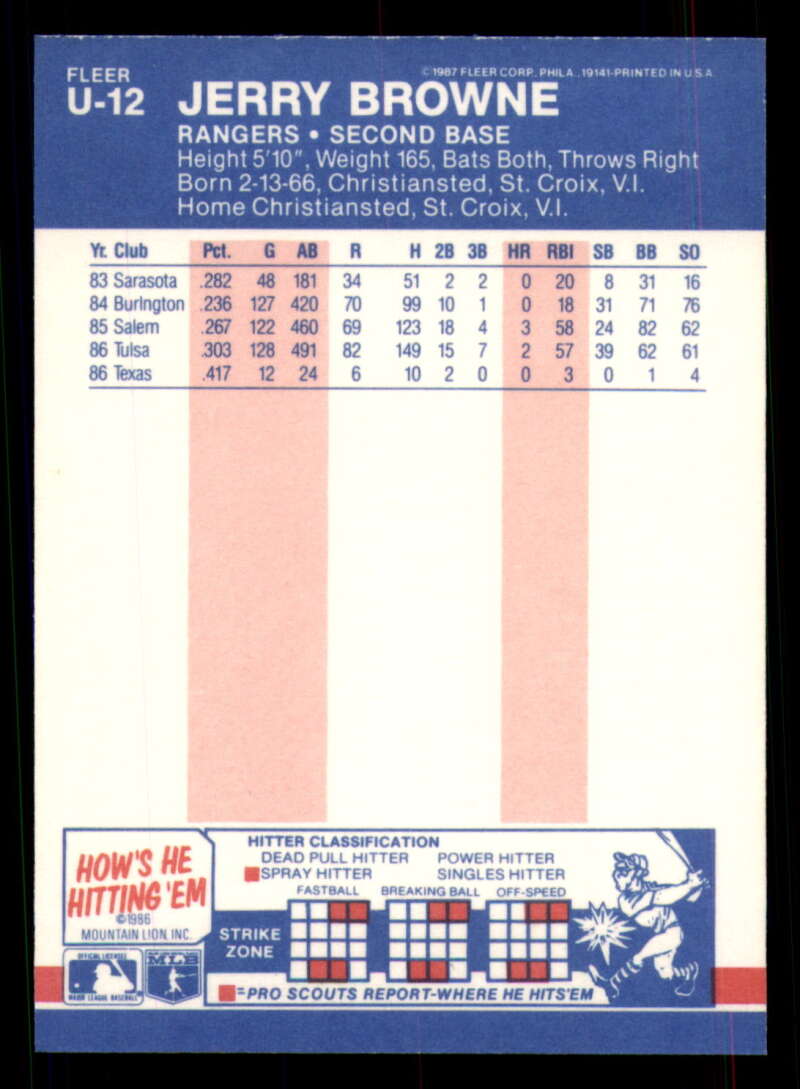 FLEER
©1987 FLEER CORP., PHILA., 19141-PRINTED IN U.S.A.
U-12 JERRY BROWNE
RANGERS • SECOND BASE
Height 5'10", Weight 165, Bats Both, Throws Right
Born 2-13-66, Christiansted, St. Croix, V.I.
Home Christiansted, St. Croix, V.I.
Yr. Club Pct. G AB R H 2B 3B HR RBI SB BB SO
83 Sarasota .282 48 181 34 51 2 2 0 20 8 31 16
84 Burlngton .236 127 420 70 99 10 1 0 18 31 71 76
85 Salem .267 122 460 69 123 18 4 3 58 24 82 62
86 Tulsa .303 128 491 82 149 15 7 2 57 39 62 61
86 Texas .417 12 24 6 10 2 0 0 3 0 1 4
HOW'S HE
HITTING 'EM
©1986
MOUNTAIN LION, INC.
HITTER CLASSIFICATION
DEAD PULL HITTER POWER HITTER
SPRAY HITTER SINGLES HITTER
FASTBALL BREAKING BALL OFF-SPEED
STRIKE
ZONE
=PRO SCOUTS REPORT-WHERE HE HITS'EM
OFFICIAL LICENSEE
MAJOR LEAGUE BASEBALL
MLB